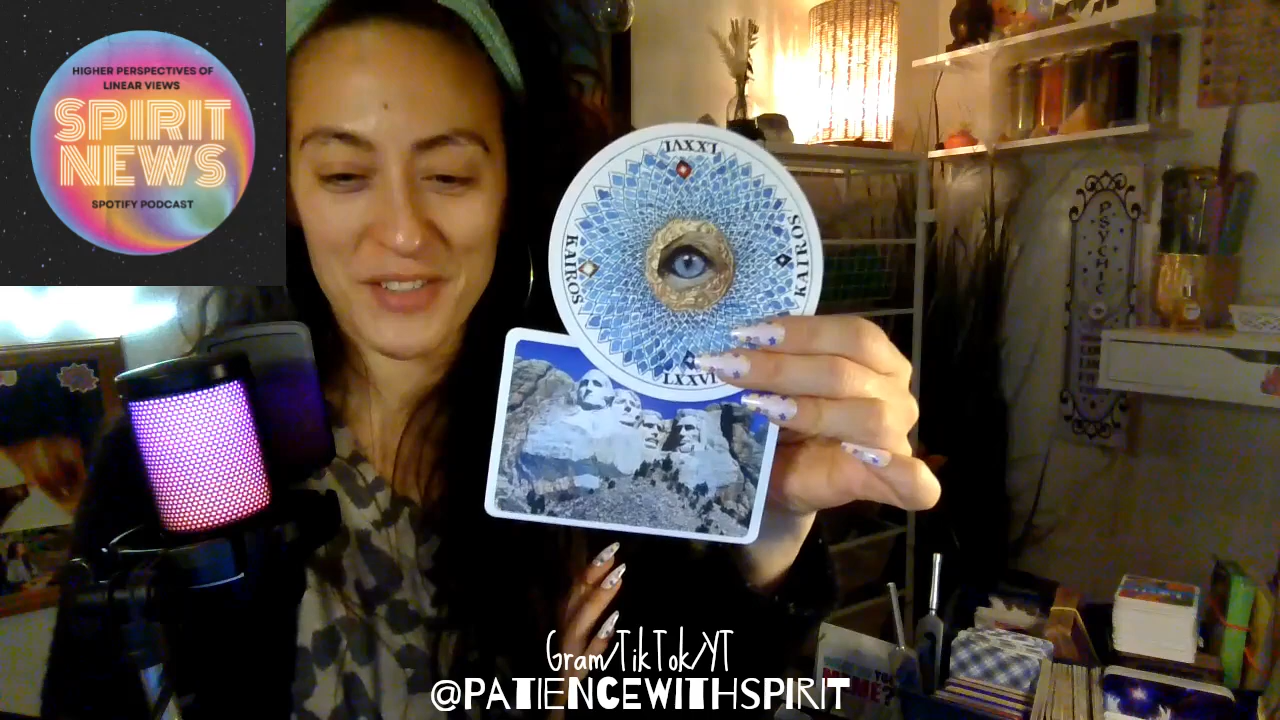 HIGHER PERSPECTIVES OF
LINEAR VIEWS
SPIRIT
NEWS
SPOTIFY PODCAST
LXXVI
KAIROS
KAIROS
LXXVI
PSYCHIC
Gram/TikTok/YT
@PATIENCEWITHSPIRIT